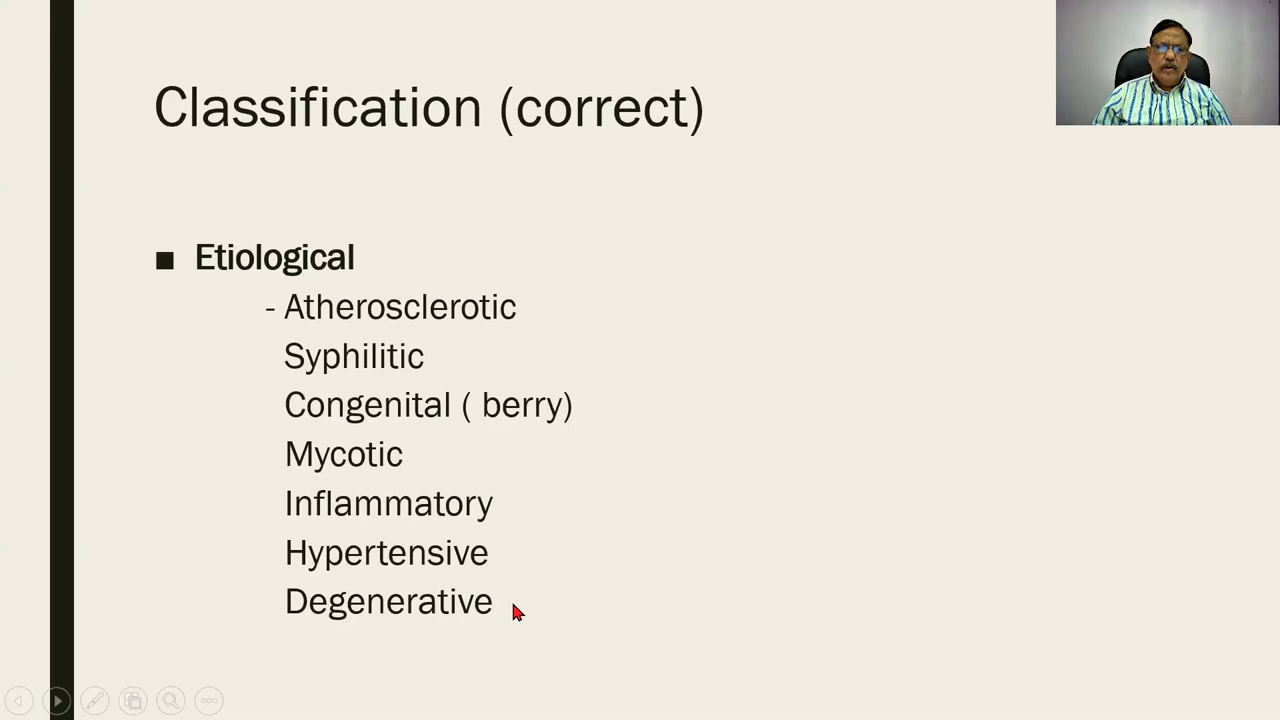 Classification (correct)
■ Etiological
- Atherosclerotic
Syphilitic
Congenital ( berry)
Mycotic
Inflammatory
Hypertensive
Degenerative